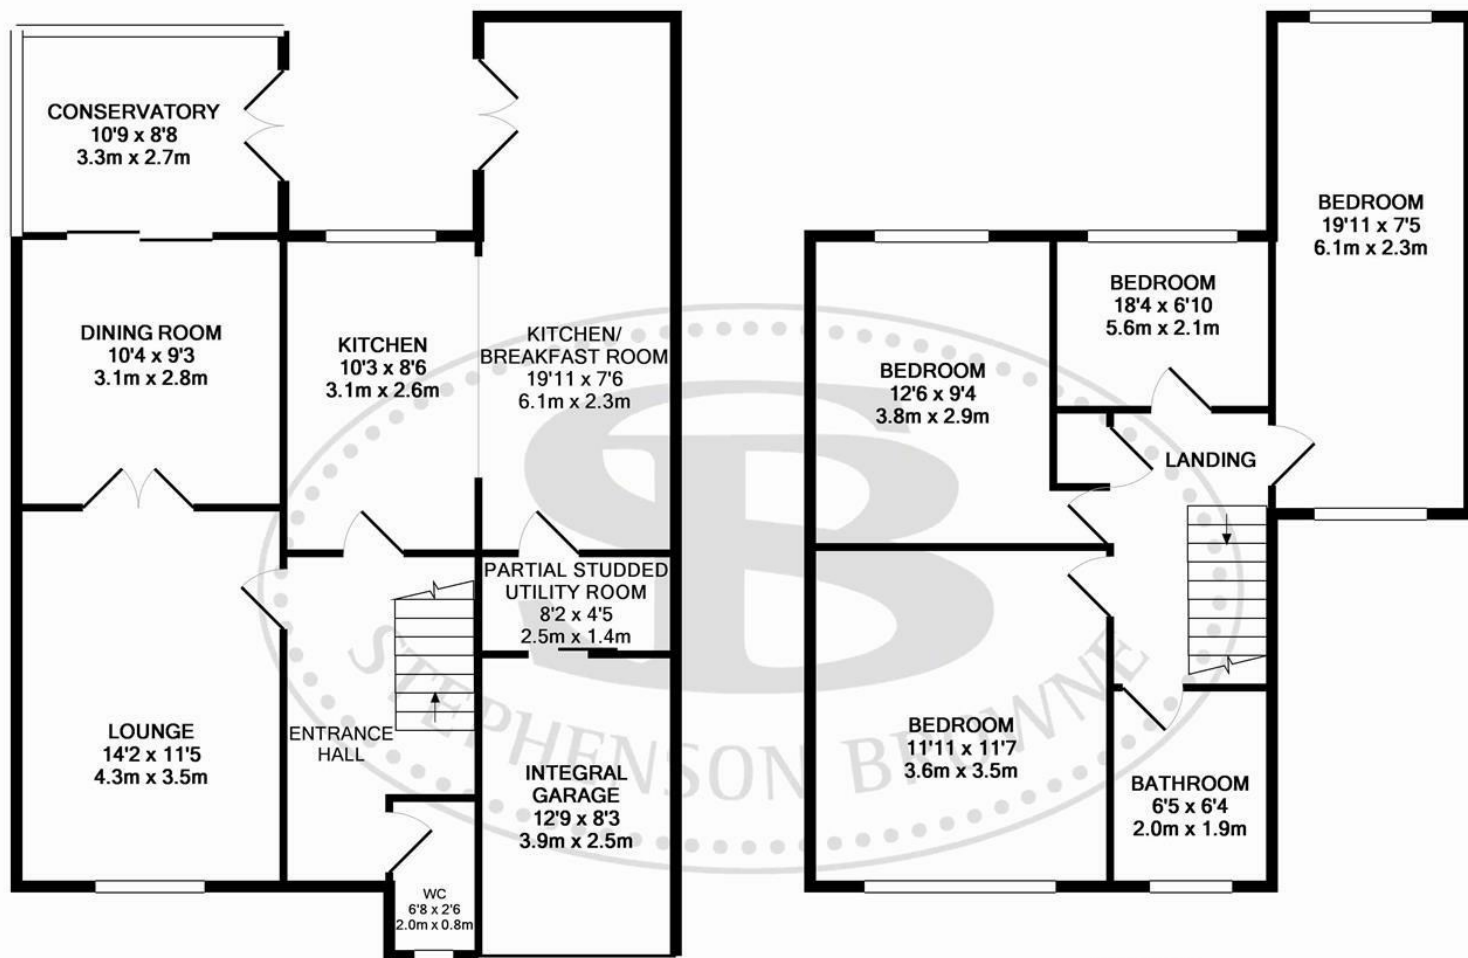 CONSERVATORY
10'9 x 8'8
3.3m x 2.7m
DINING ROOM
10'4 x 9'3
3.1m x 2.8m
KITCHEN
10'3 x 8'6
3.1m x 2.6m
KITCHEN/
BREAKFAST ROOM
19'11 x 7'6
6.1m x 2.3m
PARTIAL STUDDED
UTILITY ROOM
8'2 x 4'5
2.5m x 1.4m
LOUNGE
14'2 x 11'5
4.3m x 3.5m
ENTRANCE
HALL
INTEGRAL
GARAGE
12'9 x 8'3
3.9m x 2.5m
WC
6'8 x 2'6
2.0m x 0.8m
BEDROOM
19'11 x 7'5
6.1m x 2.3m
BEDROOM
18'4 x 6'10
5.6m x 2.1m
BEDROOM
12'6 x 9'4
3.8m x 2.9m
LANDING
BEDROOM
11'11 x 11'7
3.6m x 3.5m
BATHROOM
6'5 x 6'4
2.0m x 1.9m
SB
STEPHENSON BROWNE